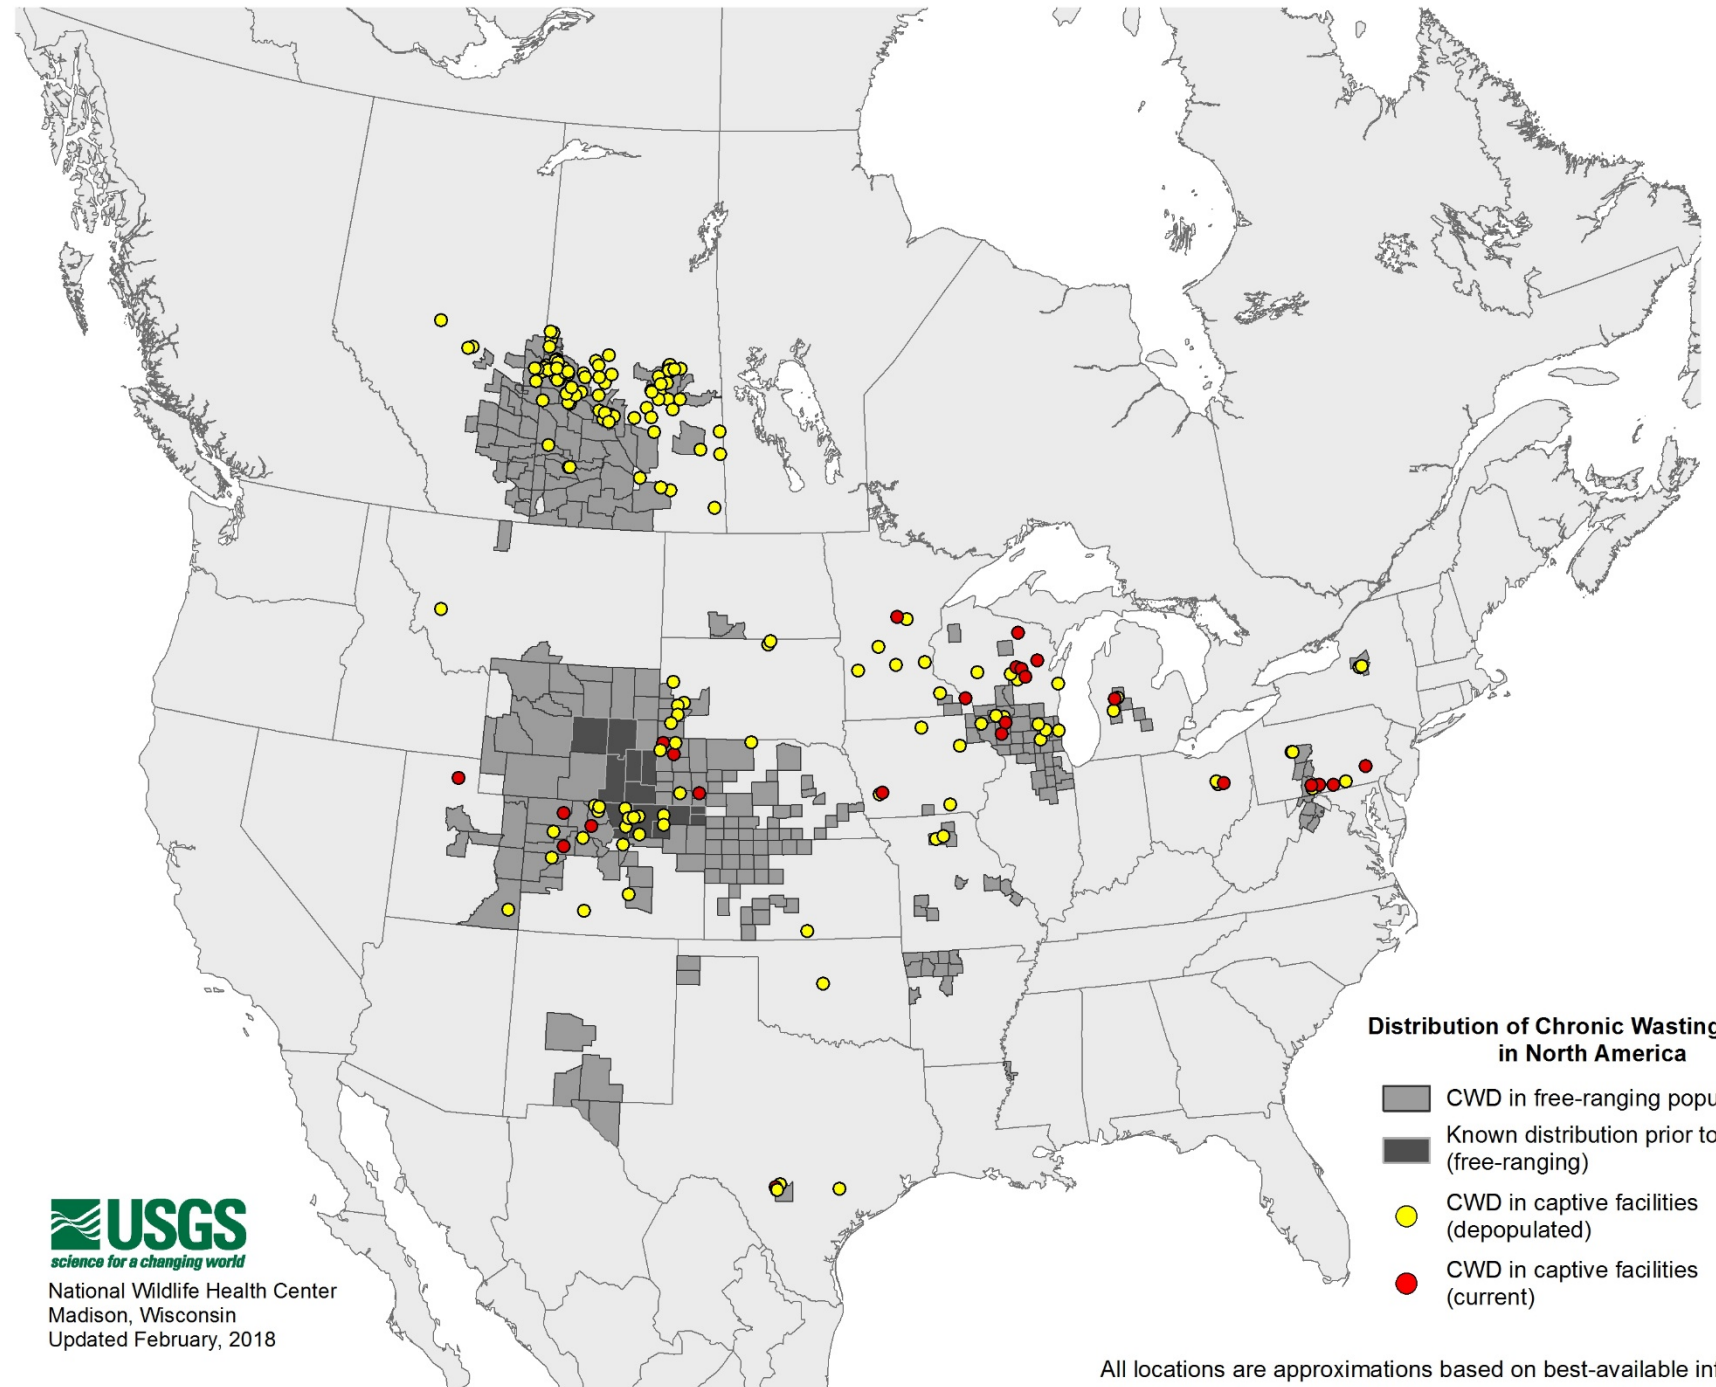 Distribution of Chronic Wasting
in North America
CWD in free-ranging popu
Known distribution prior to
(free-ranging)
CWD in captive facilities
(depopulated)
CWD in captive facilities
(current)
USGS
science for a changing world
National Wildlife Health Center
Madison, Wisconsin
Updated February, 2018
All locations are approximations based on best-available inf